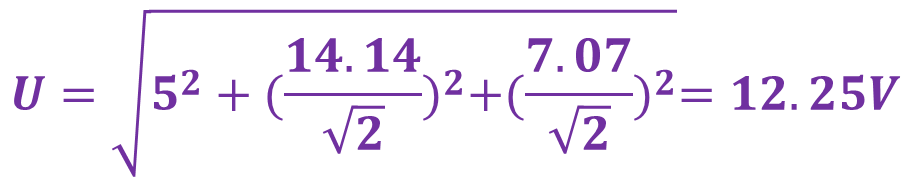 U = √(5² + (14.14/√2)² + (7.07/√2)²) = 12.25V